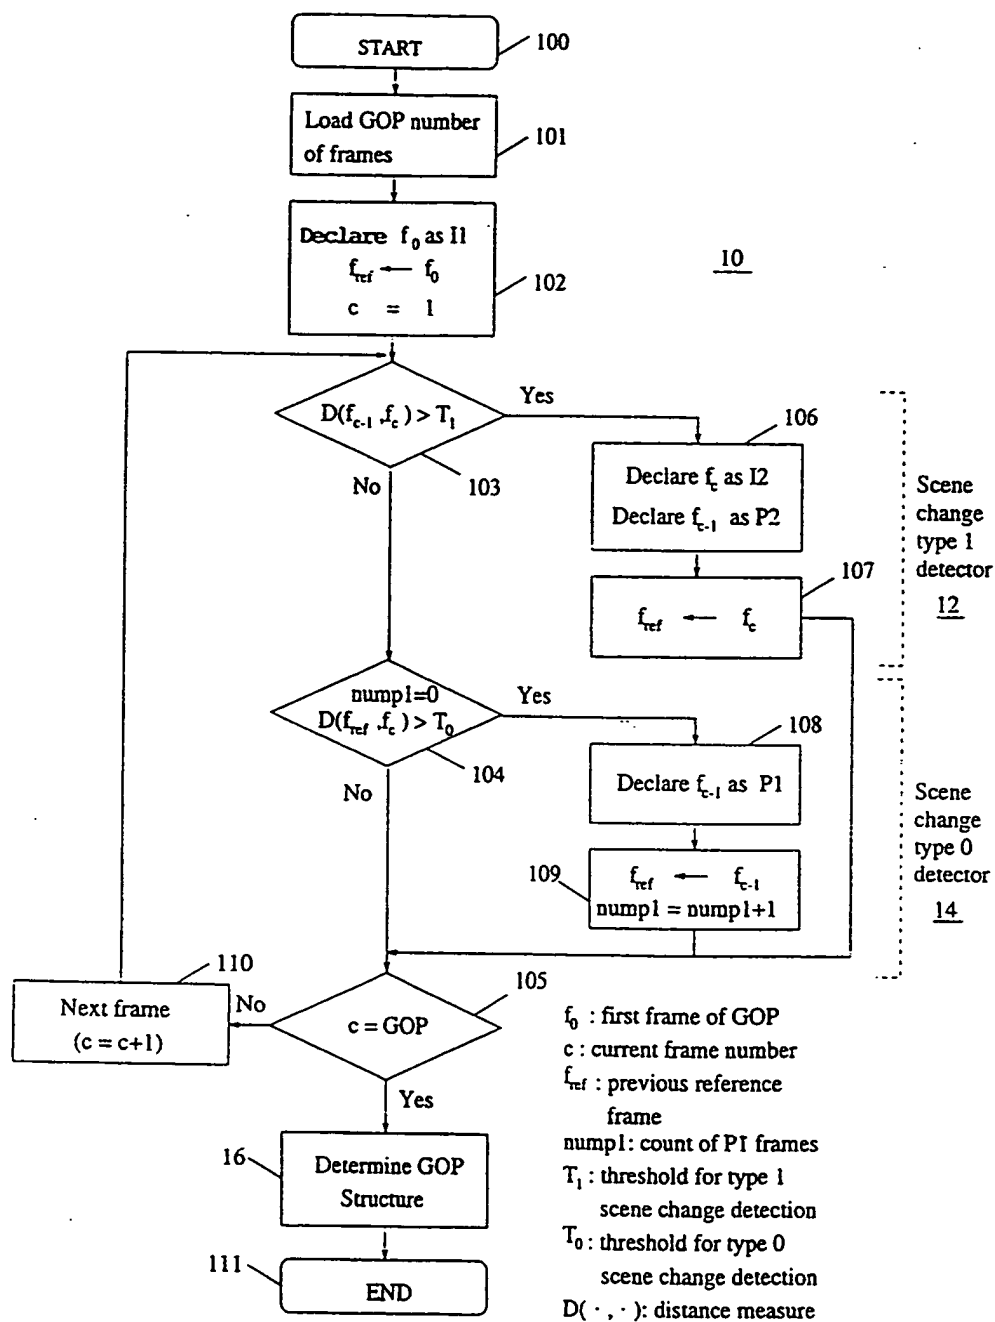 START
100
Load GOP number
of frames
101
Declare f0 as I1
fref ← f0
c = 1
102
10
D(fc-1 ,fc) > T1
Yes
No
103
106
Declare fc as I2
Declare fc-1 as P2
107
fref ← fc
Scene
change
type 1
detector
12
nump1=0
D(fref ,fc) > T0
Yes
No
104
108
Declare fc-1 as P1
109
fref ← fc-1
nump1 = nump1+1
Scene
change
type 0
detector
14
110
Next frame
(c = c+1)
No
c = GOP
105
Yes
16
Determine GOP
Structure
111
END
f0 : first frame of GOP
c : current frame number
fref : previous reference
frame
nump1: count of P1 frames
T1 : threshold for type 1
scene change detection
T0 : threshold for type 0
scene change detection
D( · , · ): distance measure